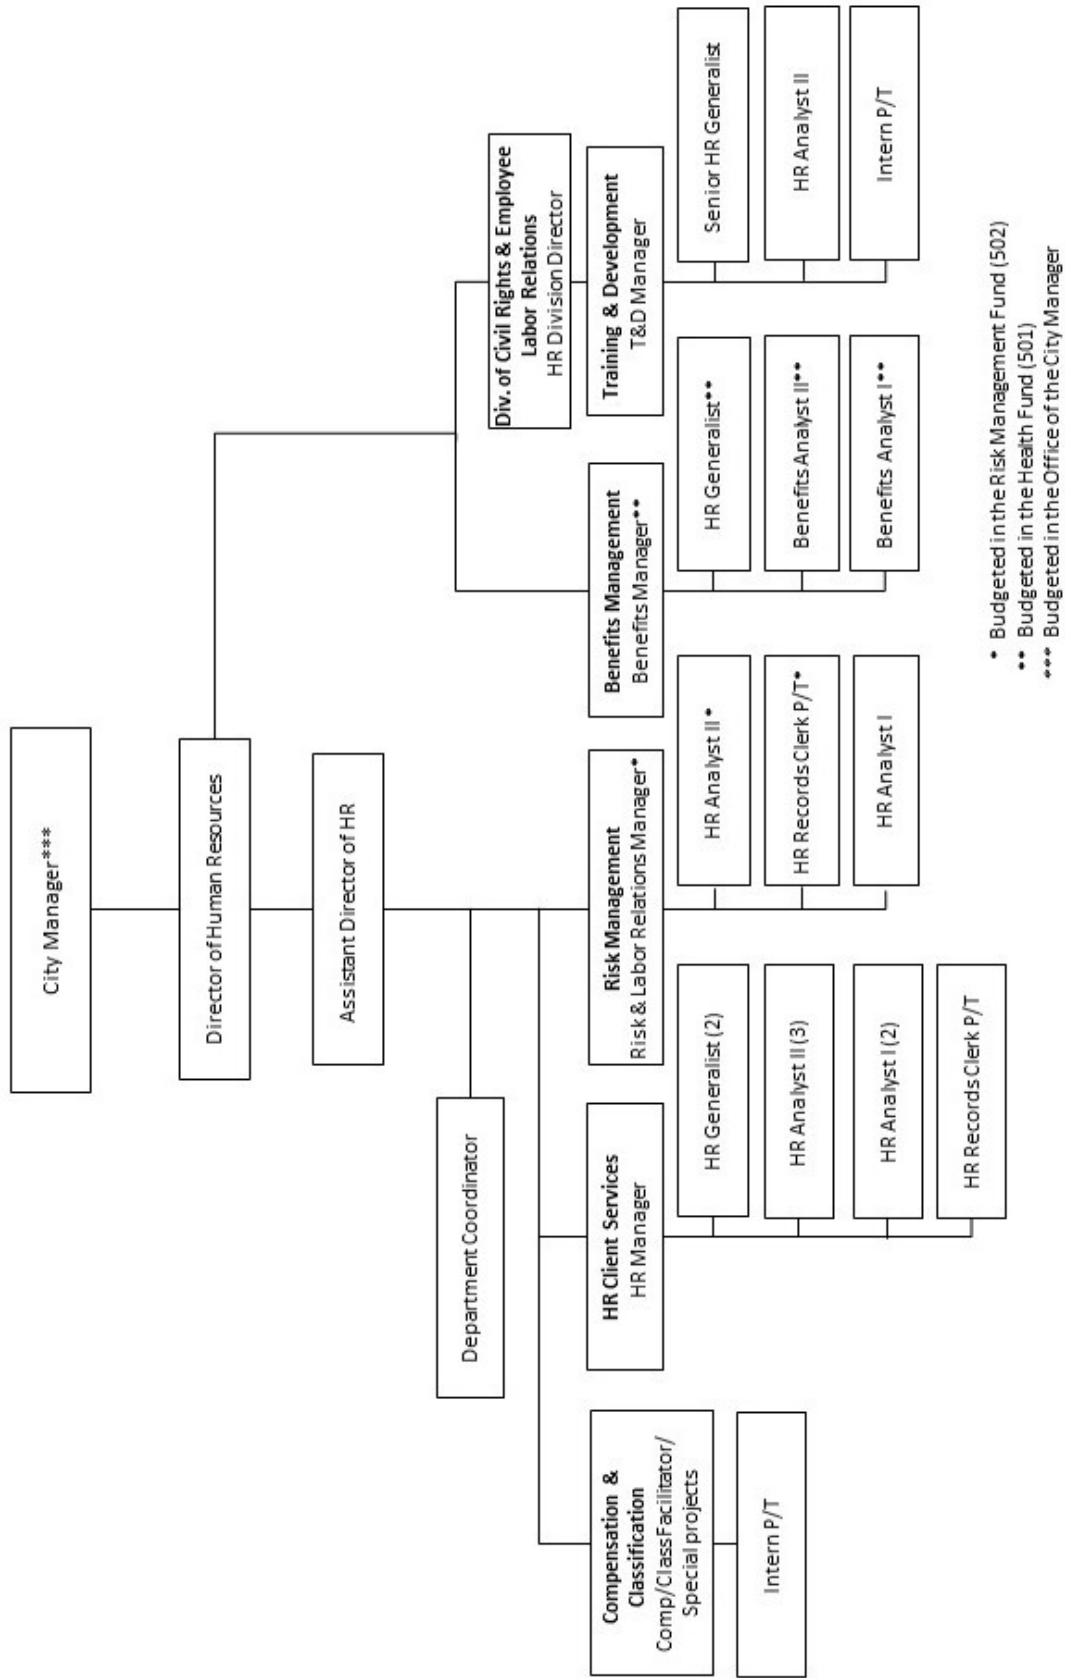 City Manager***
Director of Human Resources
Assistant Director of HR
Department Coordinator
Compensation &
Classification
Comp/Class Facilitator/
Special projects
Intern P/T
HR Client Services
HR Manager
HR Generalist (2)
HR Analyst II (3)
HR Analyst I (2)
HR Records Clerk P/T
Risk Management
Risk & Labor Relations Manager*
HR Analyst II*
HR Records Clerk P/T*
HR Analyst I
Benefits Management
Benefits Manager**
HR Generalist**
Benefits Analyst II**
Benefits Analyst I**
Div. of Civil Rights & Employee
Labor Relations
HR Division Director
Training & Development
T&D Manager
Senior HR Generalist
HR Analyst II
Intern P/T
* Budgeted in the Risk Management Fund (502)
** Budgeted in the Health Fund (501)
*** Budgeted in the Office of the City Manager